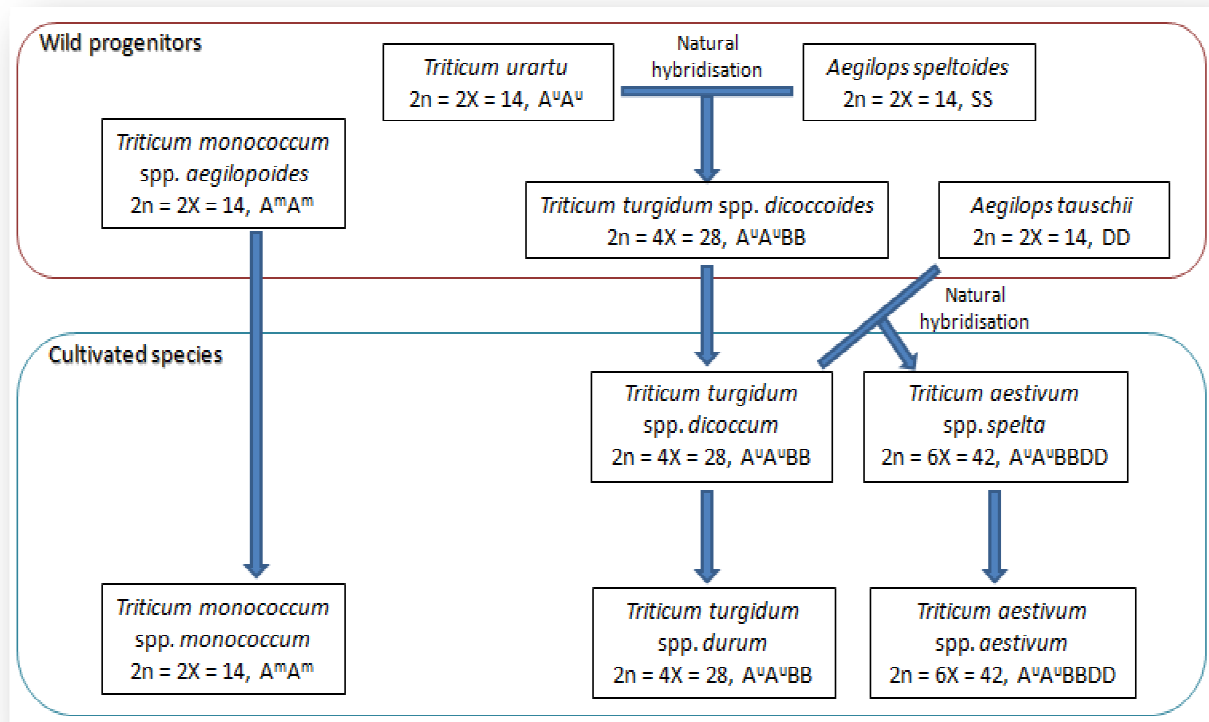 Wild progenitors
Triticum urartu
2n = 2X = 14, AᵘAᵘ
Natural
hybridisation
Aegilops speltoides
2n = 2X = 14, SS
Triticum monococcum
spp. aegilopoides
2n = 2X = 14, AᵐAᵐ
Triticum turgidum spp. dicoccoides
2n = 4X = 28, AᵘAᵘBB
Aegilops tauschii
2n = 2X = 14, DD
Natural
hybridisation
Cultivated species
Triticum turgidum
spp. dicoccum
2n = 4X = 28, AᵘAᵘBB
Triticum aestivum
spp. spelta
2n = 6X = 42, AᵘAᵘBBDD
Triticum monococcum
spp. monococcum
2n = 2X = 14, AᵐAᵐ
Triticum turgidum
spp. durum
2n = 4X = 28, AᵘAᵘBB
Triticum aestivum
spp. aestivum
2n = 6X = 42, AᵘAᵘBBDD